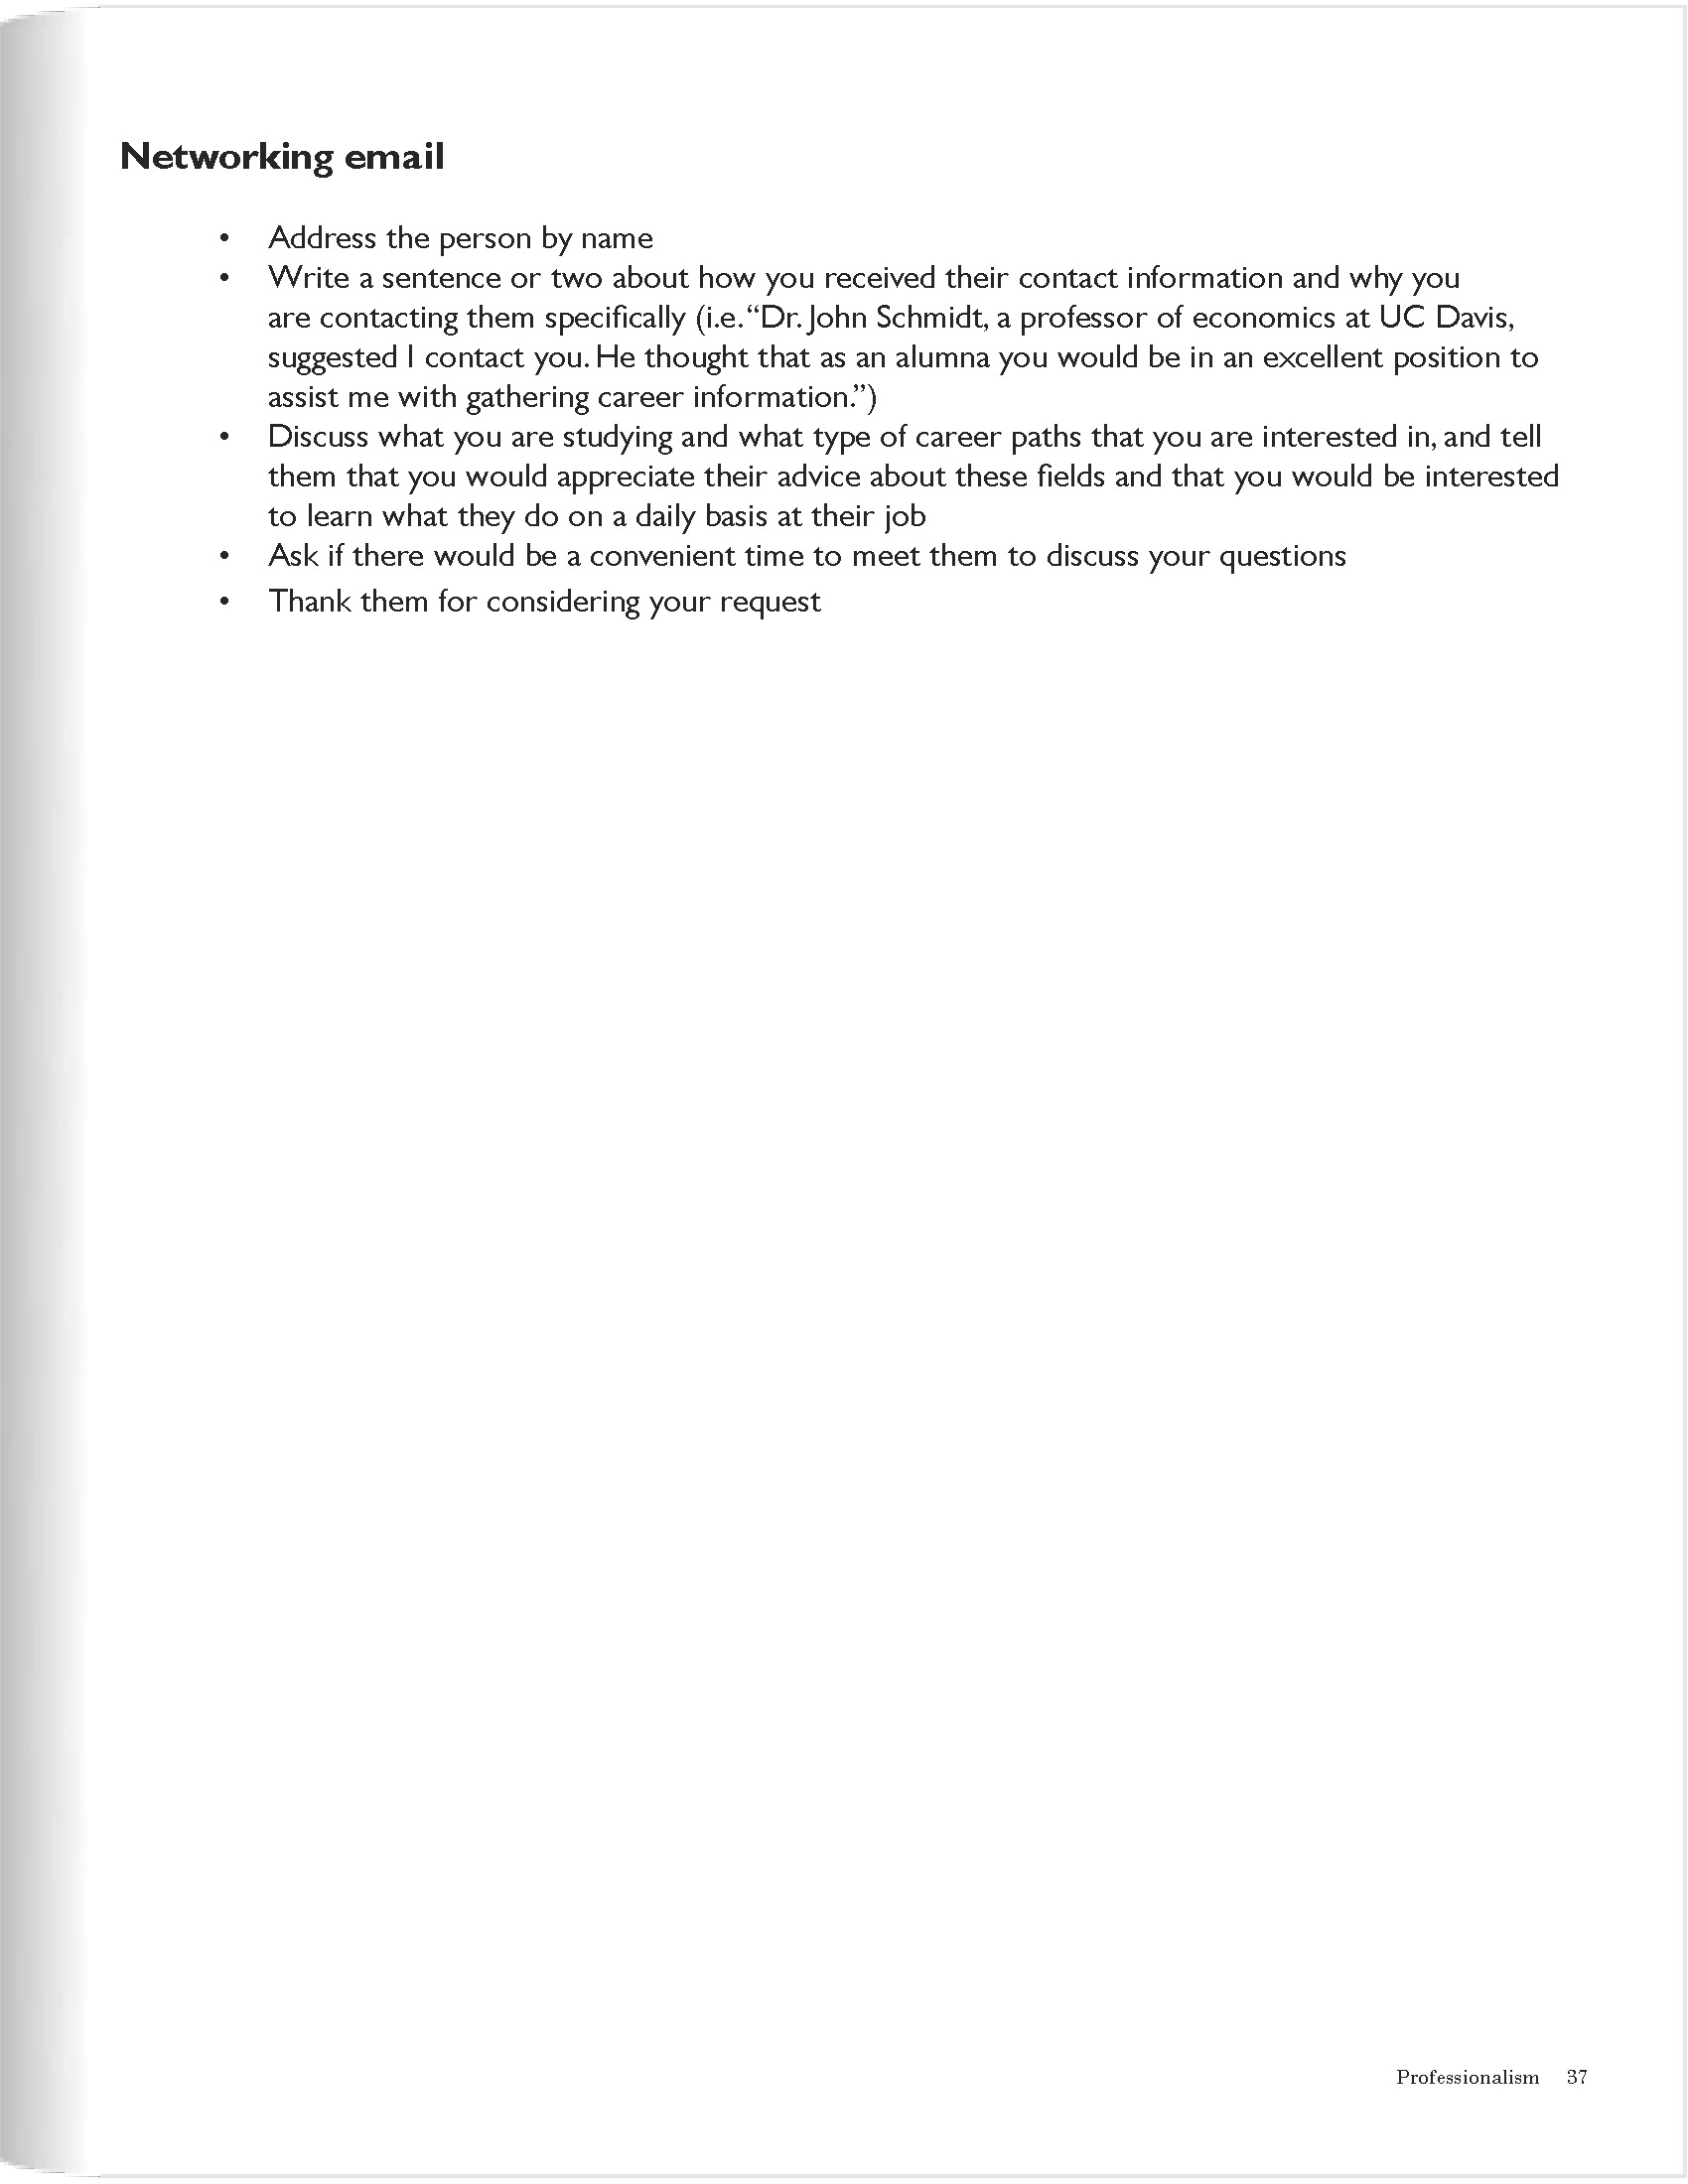 Networking email
• Address the person by name
• Write a sentence or two about how you received their contact information and why you
are contacting them specifically (i.e. “Dr. John Schmidt, a professor of economics at UC Davis,
suggested I contact you. He thought that as an alumna you would be in an excellent position to
assist me with gathering career information.”)
• Discuss what you are studying and what type of career paths that you are interested in, and tell
them that you would appreciate their advice about these fields and that you would be interested
to learn what they do on a daily basis at their job
• Ask if there would be a convenient time to meet them to discuss your questions
• Thank them for considering your request
Professionalism 37